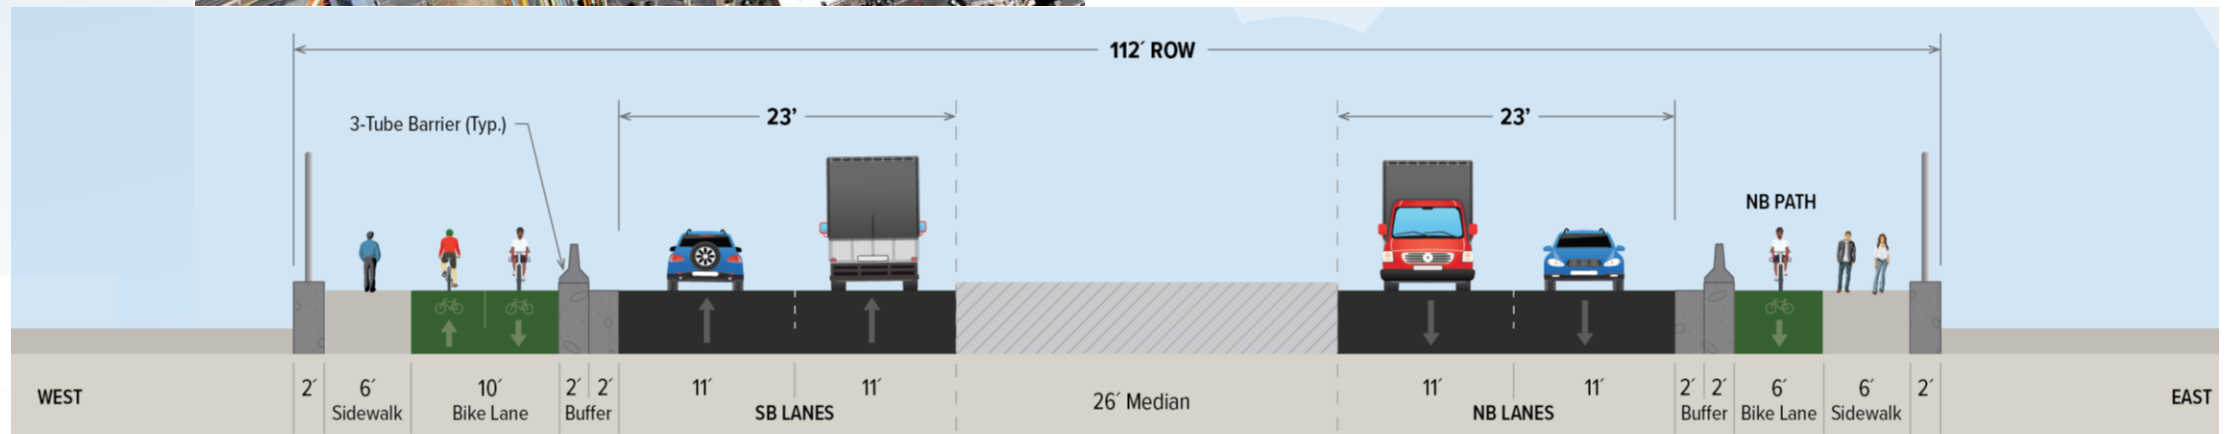 112´ ROW
23’
23’
3-Tube Barrier (Typ.)
NB PATH
WEST
2´
6´
Sidewalk
10´
Bike Lane
2´ 2´
Buffer
11´
11´
SB LANES
26´ Median
11´
11´
NB LANES
2´ 2´
Buffer
6´
Bike Lane
6´
Sidewalk
2´
EAST